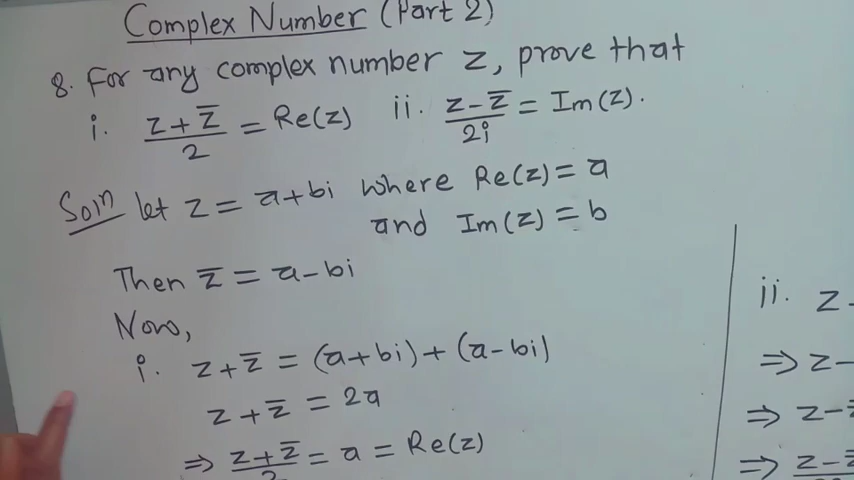 Complex Number (Part 2)
8. For any complex number z, prove that
i. z + z̅ / 2 = Re(z) ii. z - z̅ / 2i = Im(z).
Soln let z = a+bi where Re(z) = a
and Im(z) = b
Then z̅ = a - bi
Now,
i. z + z̅ = (a+bi) + (a-bi)
z + z̅ = 2a
⇒ z + z̅ / 2 = a = Re(z)
ii. z -
⇒ z -
⇒ z - z̅
⇒ z - z̅